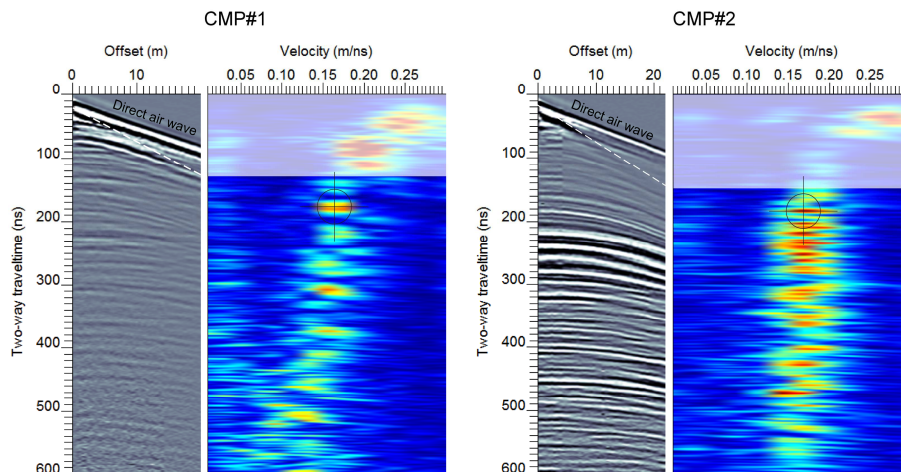 CMP#1
CMP#2
Offset (m)
Velocity (m/ns)
Offset (m)
Velocity (m/ns)
0 10
0.05 0.10 0.15 0.20 0.25
0 10 20
0.05 0.10 0.15 0.20 0.25
Two-way traveltime (ns)
0
100
200
300
400
500
600
Direct air wave
Two-way traveltime (ns)
0
100
200
300
400
500
600
Direct air wave